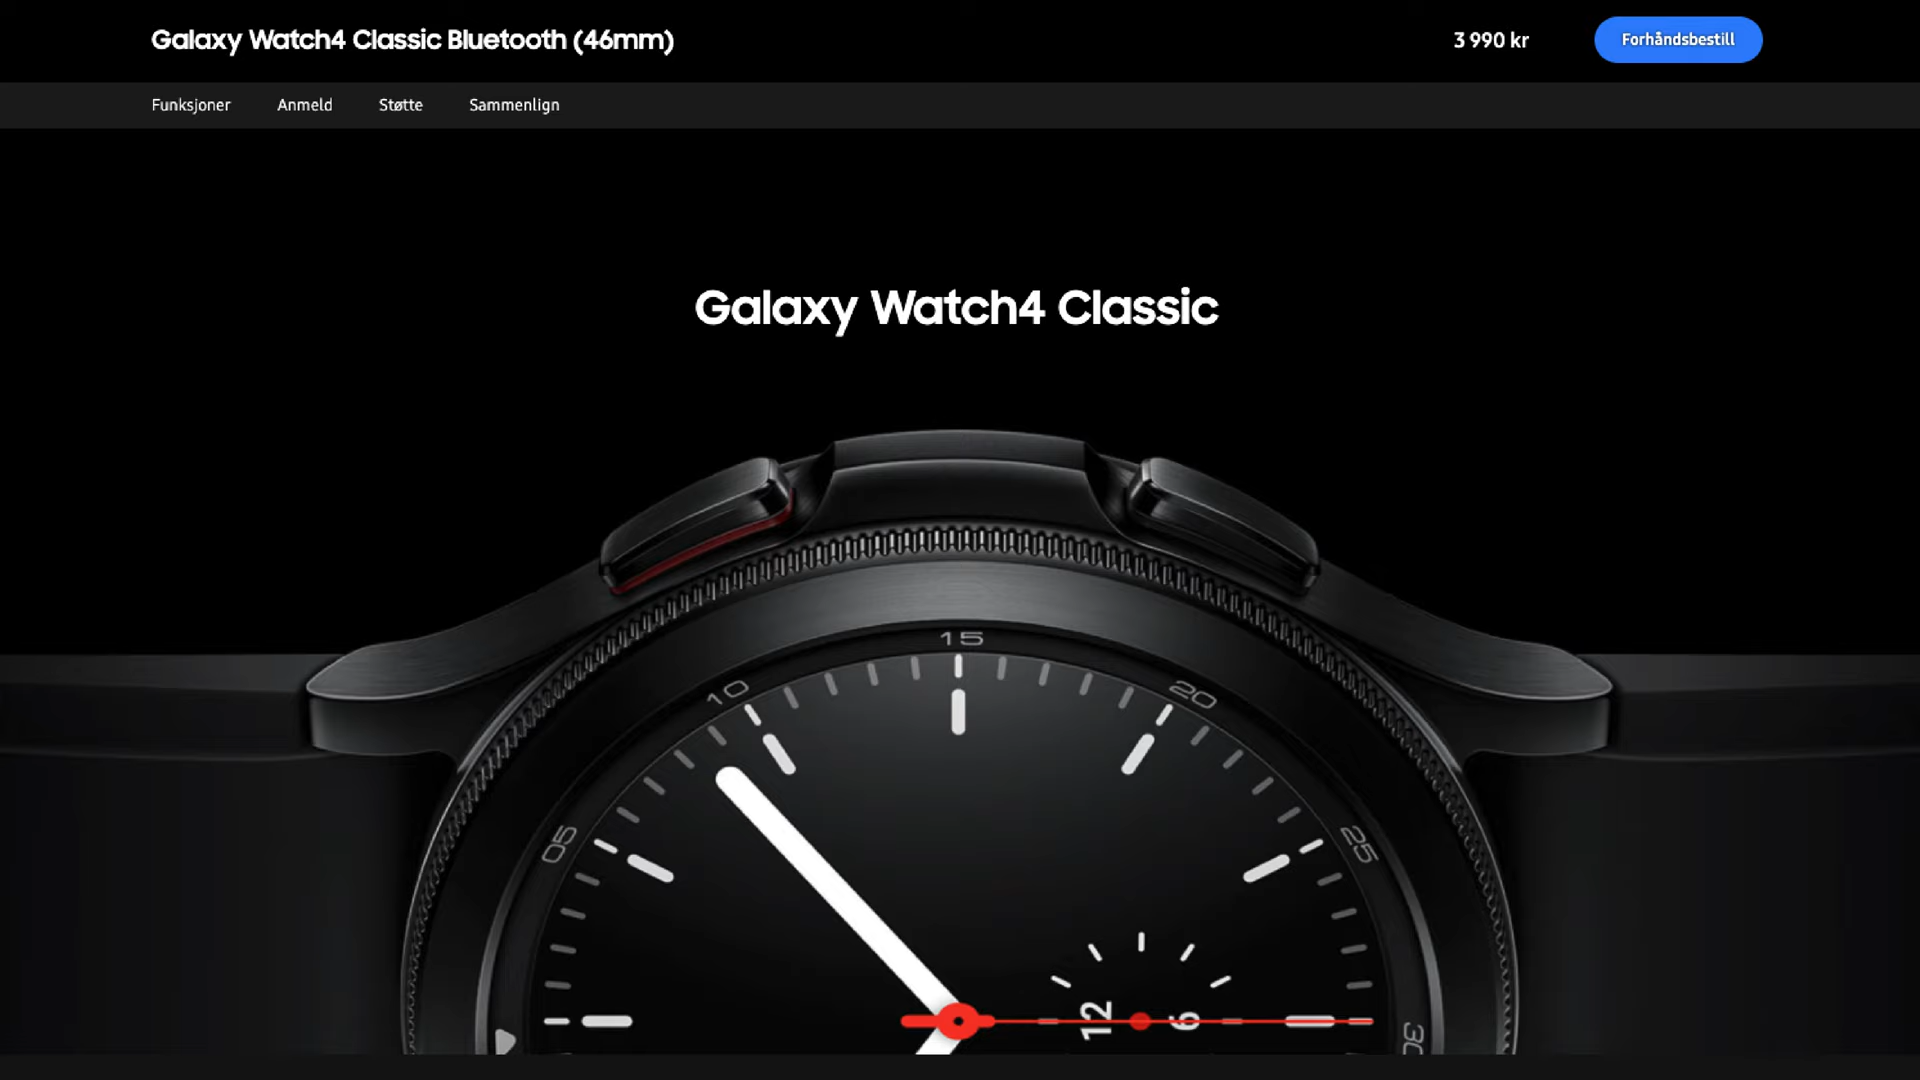 Galaxy Watch4 Classic Bluetooth (46mm)
3 990 kr
Forhåndsbestill
Funksjoner
Anmeld
Støtte
Sammenlign
Galaxy Watch4 Classic
15
10
20
05
25
12
6
30